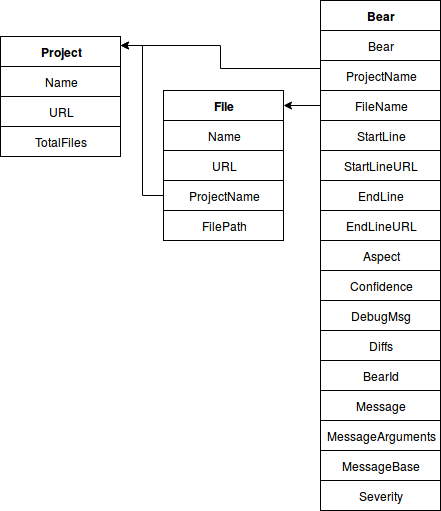 Project
Name
URL
TotalFiles
File
Name
URL
ProjectName
FilePath
Bear
Bear
ProjectName
FileName
StartLine
StartLineURL
EndLine
EndLineURL
Aspect
Confidence
DebugMsg
Diffs
BearId
Message
MessageArguments
MessageBase
Severity